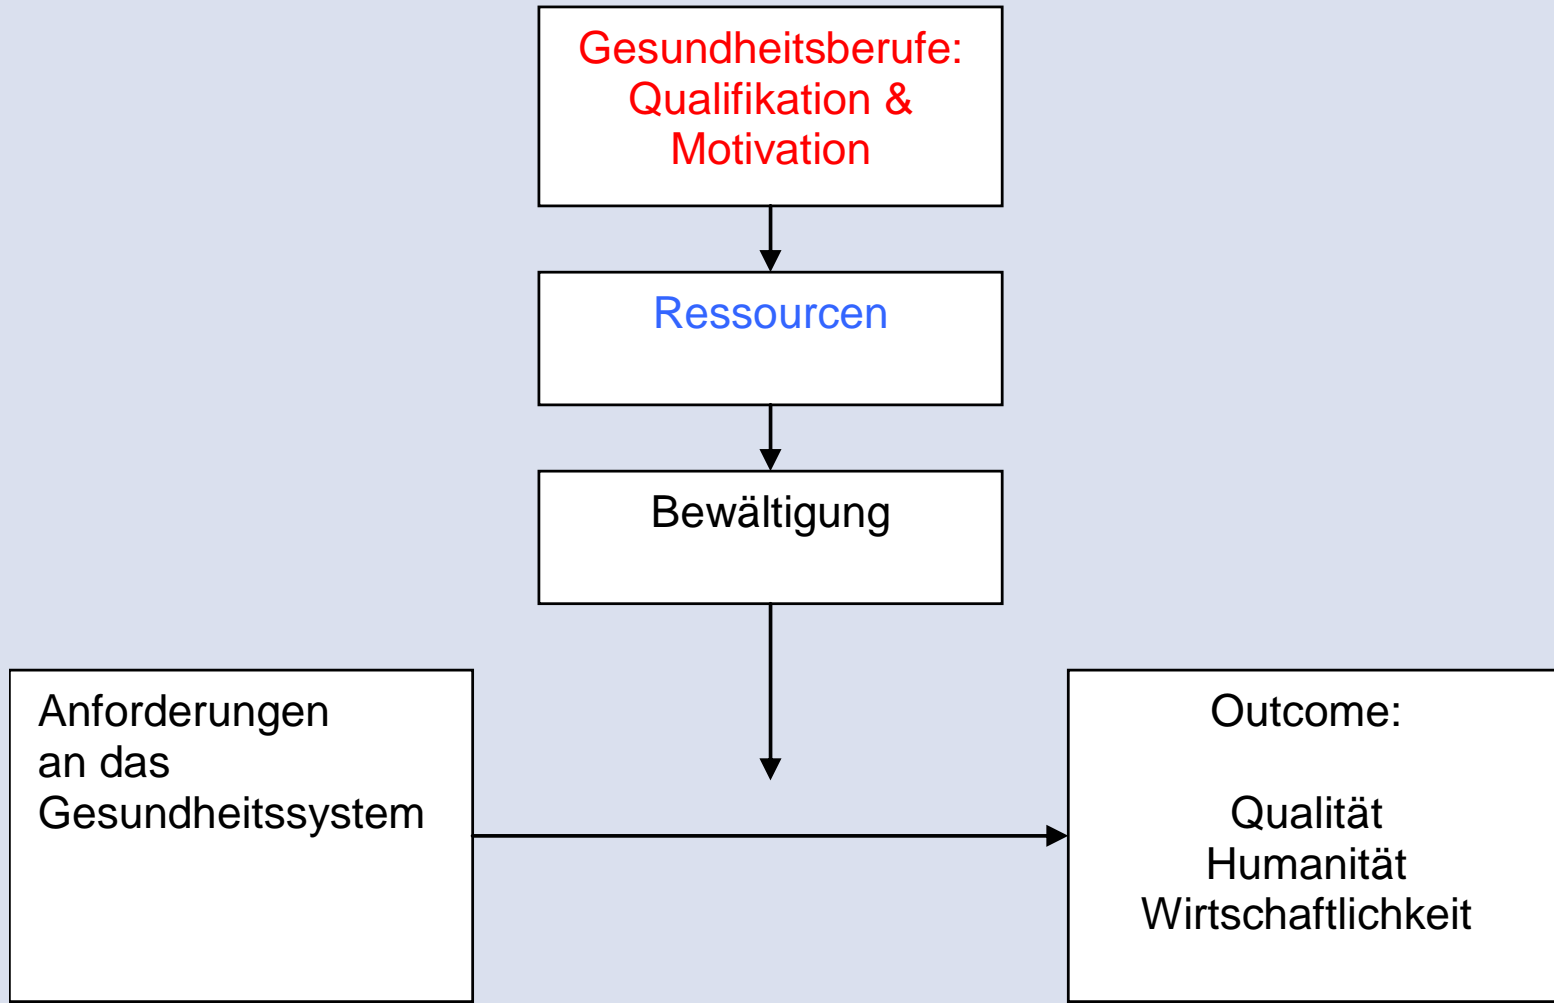 Gesundheitsberufe:
Qualifikation &
Motivation
Ressourcen
Bewältigung
Anforderungen
an das
Gesundheitssystem
Outcome:
Qualität
Humanität
Wirtschaftlichkeit